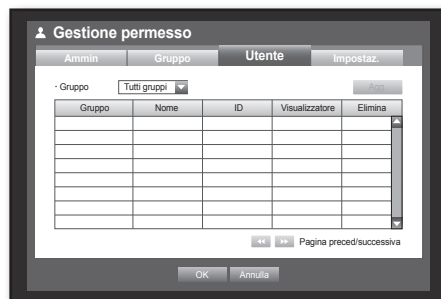 Gestione permesso
Ammin Gruppo Utente Impostaz.
· Gruppo Tutti gruppi Agg.
Gruppo Nome ID Visualizzatore Elimina
Pagina preced/successiva
OK Annulla